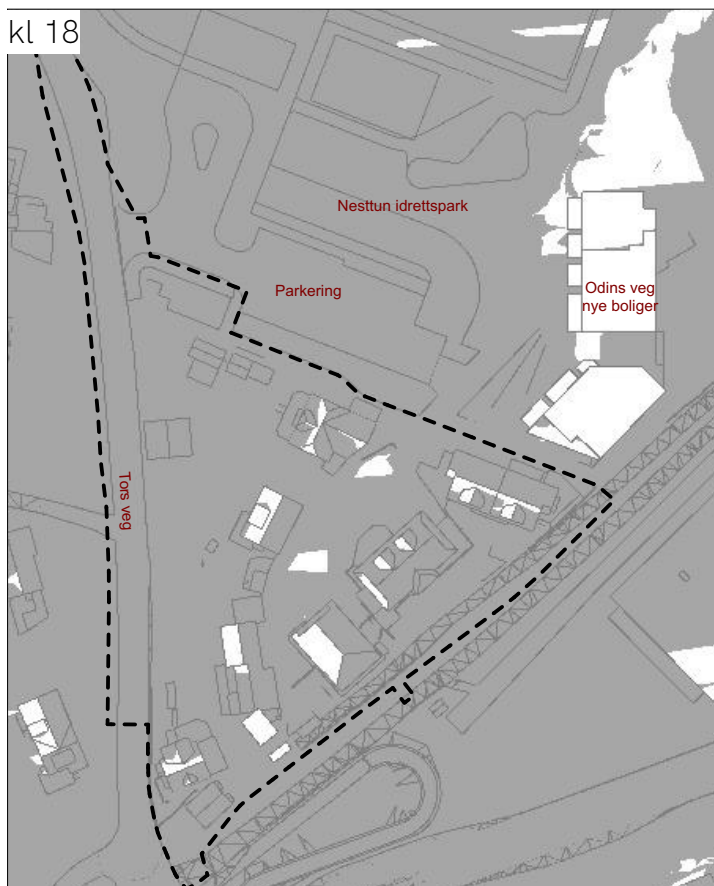 kl 18
Nesttun idrettspark
Parkering
Odins veg
nye boliger
Tors veg